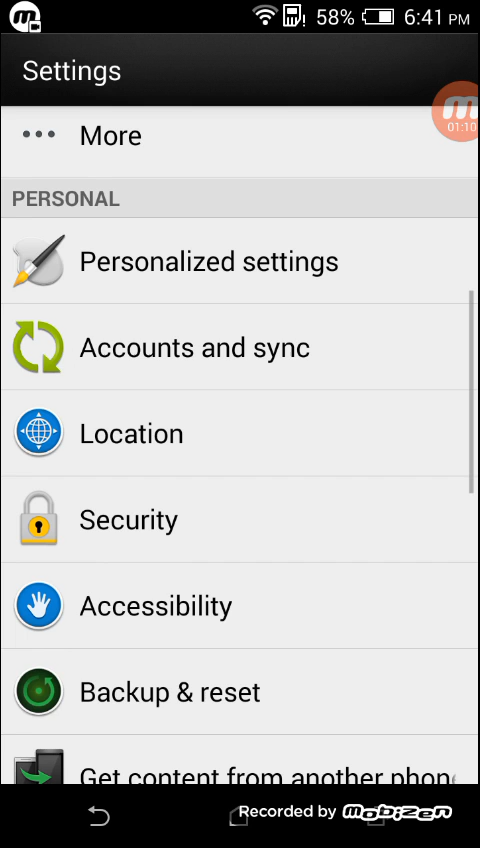 58% 6:41 PM
Settings
01:10
More
PERSONAL
Personalized settings
Accounts and sync
Location
Security
Accessibility
Backup & reset
Get content from another phone
Recorded by mobizen